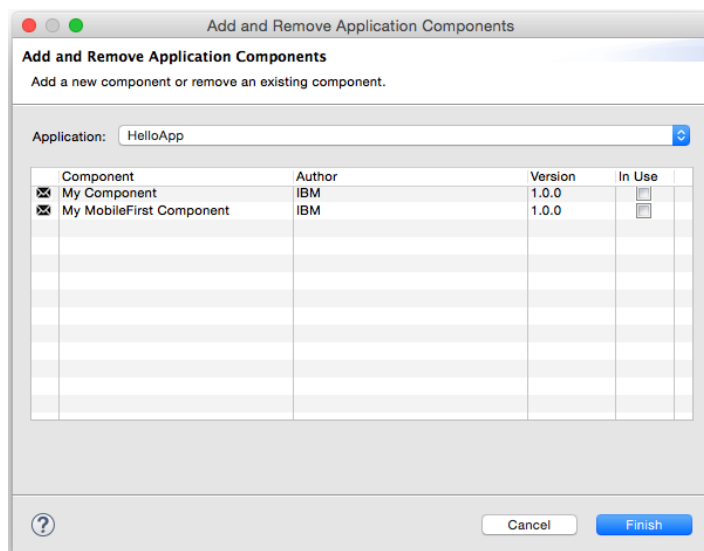 Add and Remove Application Components
Add and Remove Application Components
Add a new component or remove an existing component.
Application: HelloApp
Component Author Version In Use
My Component IBM 1.0.0
My MobileFirst Component IBM 1.0.0
? Cancel Finish